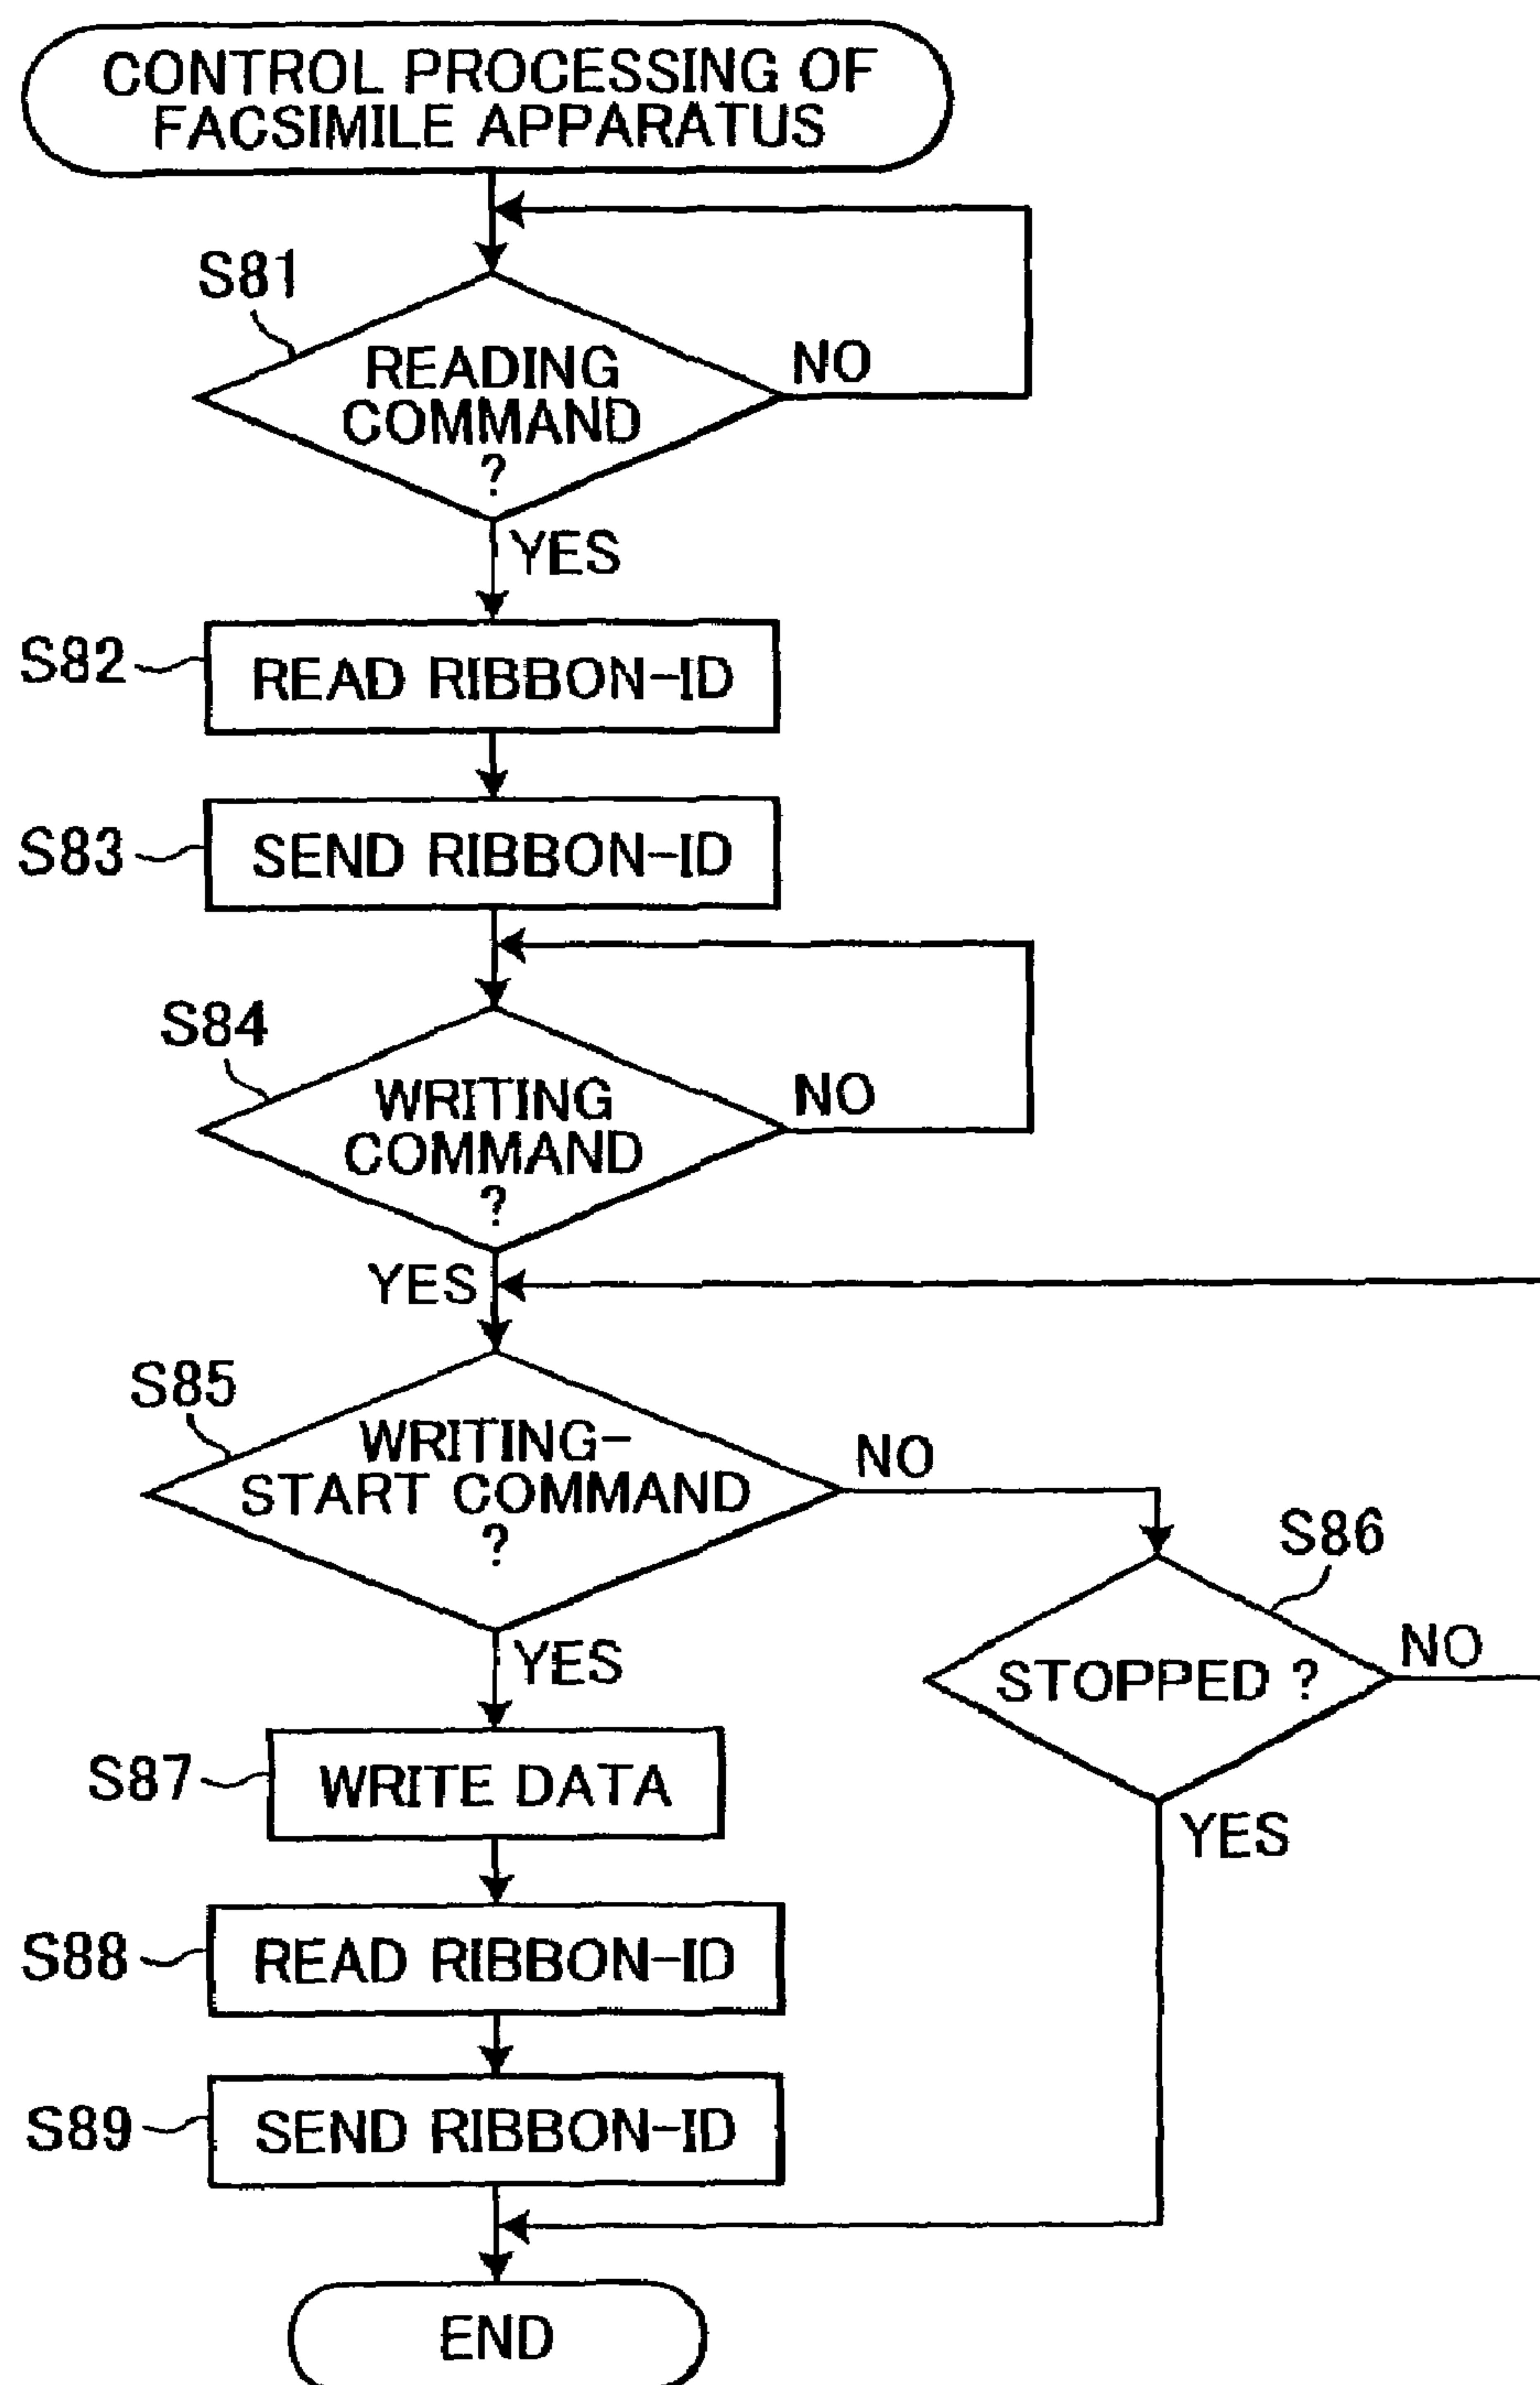 CONTROL PROCESSING OF
FACSIMILE APPARATUS
S81
READING
COMMAND
?
NO
YES
S82
READ RIBBON-ID
S83
SEND RIBBON-ID
S84
WRITING
COMMAND
?
NO
YES
S85
WRITING-
START COMMAND
?
NO
S86
STOPPED ?
NO
YES
YES
S87
WRITE DATA
S88
READ RIBBON-ID
S89
SEND RIBBON-ID
END